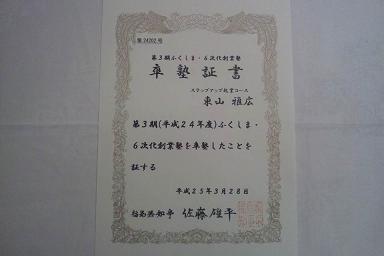 第24202号
第3期ふくしま・6次化創業塾
卒塾証書
ステップアップ起業コース
東山 雅広
第3期(平成24年度)ふくしま・
6次化創業塾を卒塾したことを
証する
平成25年3月28日
福島県知事 佐藤雄平